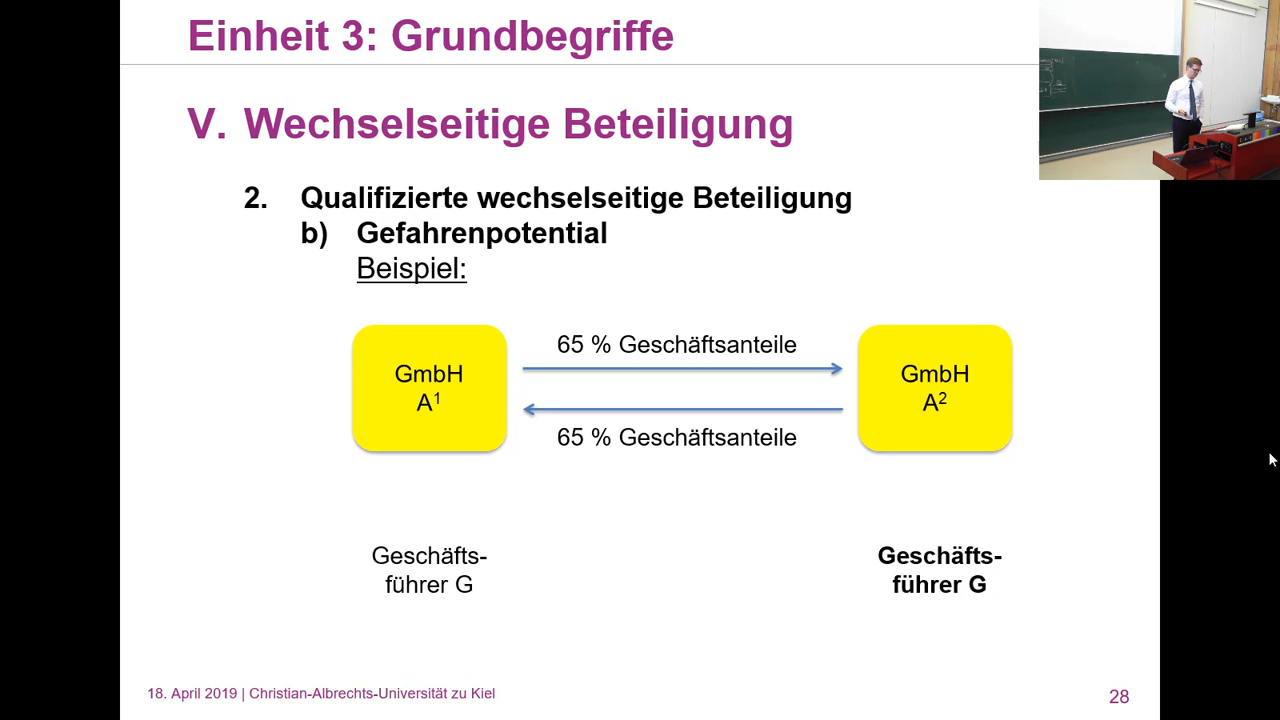 Einheit 3: Grundbegriffe
V. Wechselseitige Beteiligung
2. Qualifizierte wechselseitige Beteiligung
b) Gefahrenpotential
Beispiel:
65 % Geschäftsanteile
GmbH
A¹
GmbH
A²
65 % Geschäftsanteile
Geschäfts-
führer G
Geschäfts-
führer G
18. April 2019 | Christian-Albrechts-Universität zu Kiel
28